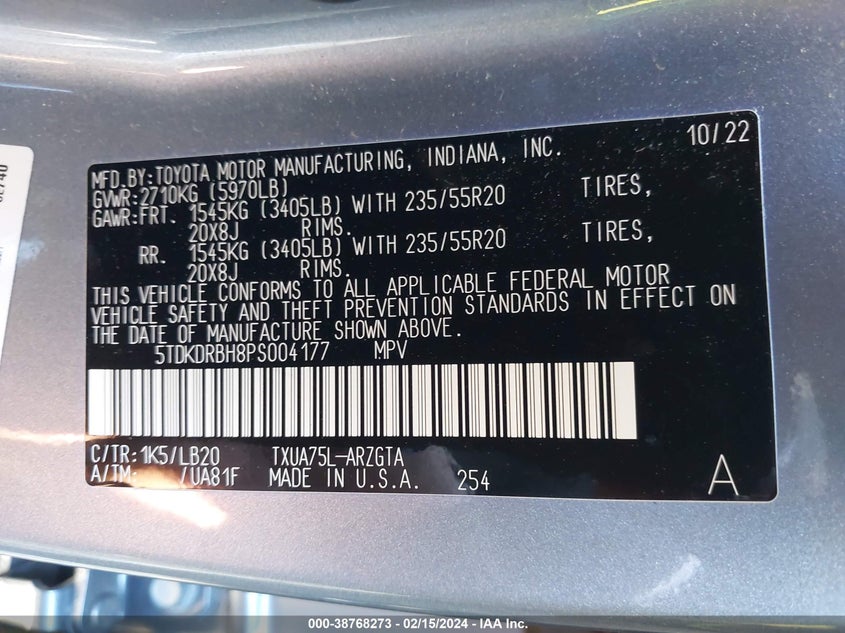 10/22
MFD.BY:TOYOTA MOTOR MANUFACTURING, INDIANA, INC.
GVWR:2710KG (5970LB)
GAWR:FRT. 1545KG (3405LB) WITH 235/55R20 TIRES,
20X8J RIMS.
RR. 1545KG (3405LB) WITH 235/55R20 TIRES,
20X8J RIMS.
THIS VEHICLE CONFORMS TO ALL APPLICABLE FEDERAL MOTOR
VEHICLE SAFETY AND THEFT PREVENTION STANDARDS IN EFFECT ON
THE DATE OF MANUFACTURE SHOWN ABOVE.
5TDKDRBH8PS004177 MPV
C/TR:1K5/LB20 TXUA75L-ARZGTA
A/TM: /UA81F MADE IN U.S.A. 254 A
000-38768273 - 02/15/2024 - IAA Inc.